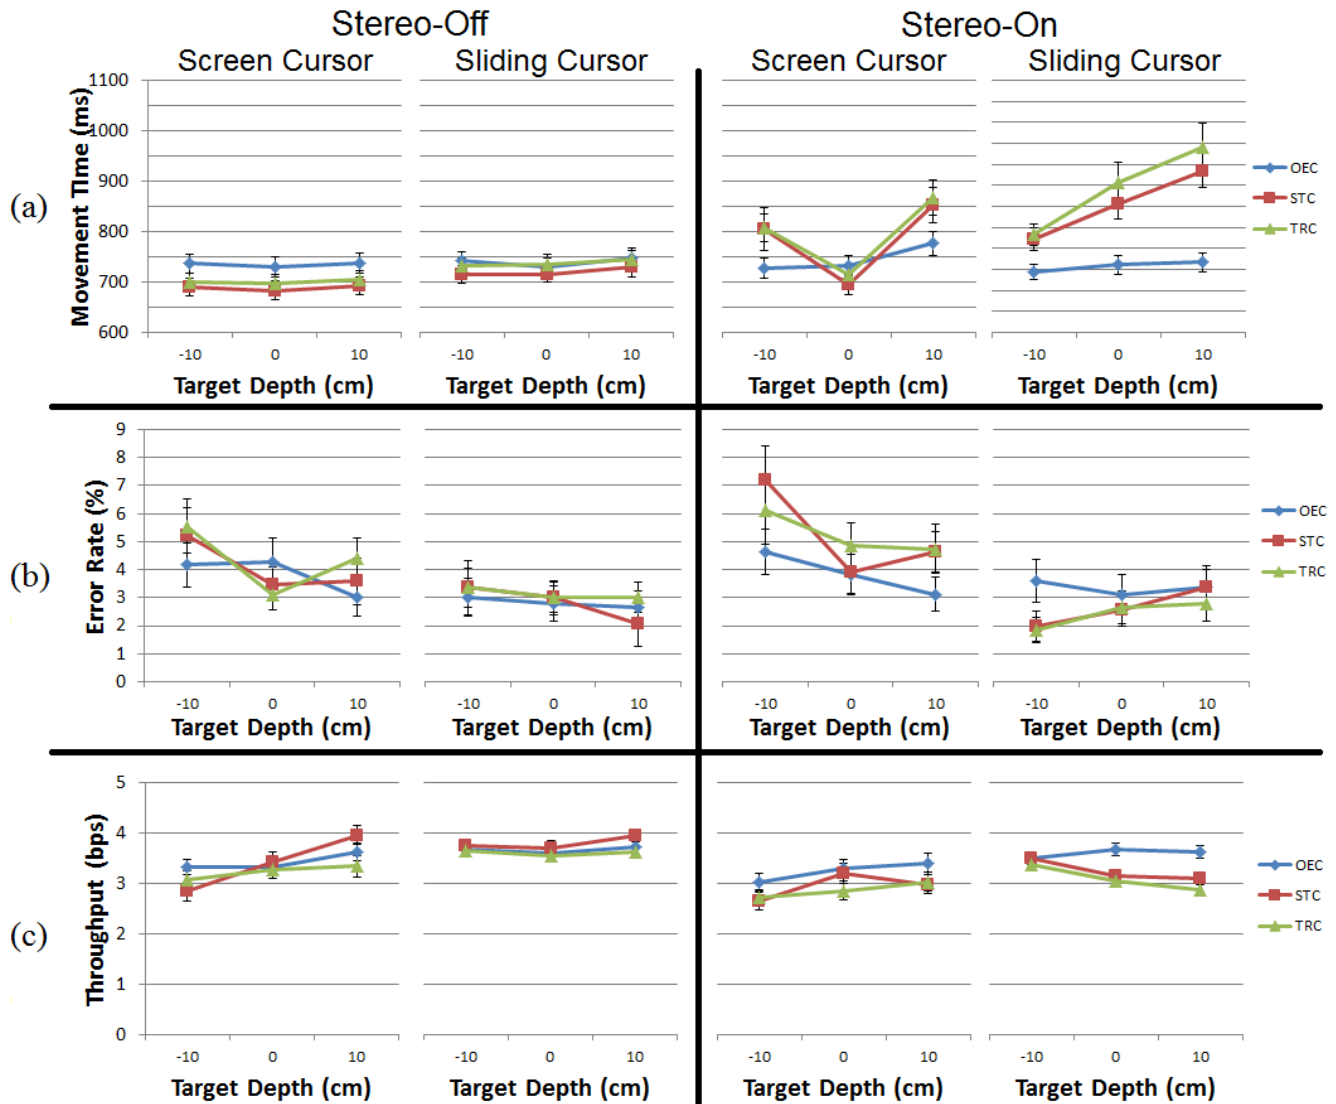 Stereo-Off Stereo-On
Screen Cursor Sliding Cursor Screen Cursor Sliding Cursor
(a)
Movement Time (ms)
1100
1000
900
800
700
600
-10 0 10 -10 0 10 -10 0 10 -10 0 10
Target Depth (cm) Target Depth (cm) Target Depth (cm) Target Depth (cm)
OEC
STC
TRC
(b)
Error Rate (%)
9
8
7
6
5
4
3
2
1
0
-10 0 10 -10 0 10 -10 0 10 -10 0 10
Target Depth (cm) Target Depth (cm) Target Depth (cm) Target Depth (cm)
OEC
STC
TRC
(c)
Throughput (bps)
5
4
3
2
1
0
-10 0 10 -10 0 10 -10 0 10 -10 0 10
Target Depth (cm) Target Depth (cm) Target Depth (cm) Target Depth (cm)
OEC
STC
TRC